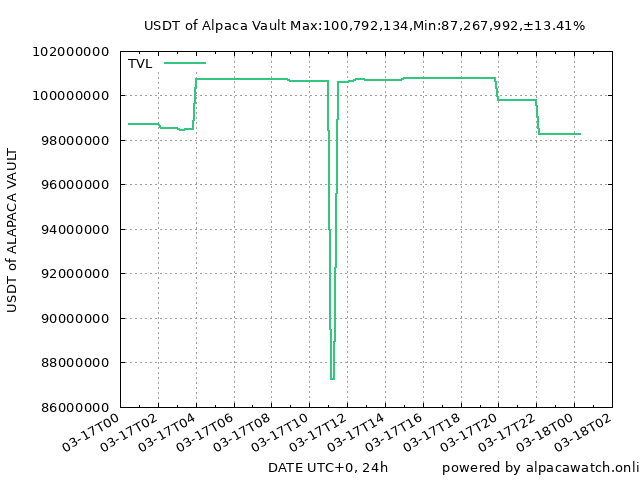 USDT of Alpaca Vault Max:100,792,134,Min:87,267,992,±13.41%
TVL
102000000
100000000
98000000
96000000
94000000
92000000
90000000
88000000
86000000
USDT of ALAPACA VAULT
03-17T00
03-17T02
03-17T04
03-17T06
03-17T08
03-17T10
03-17T12
03-17T14
03-17T16
03-17T18
03-17T20
03-17T22
03-18T00
03-18T02
DATE UTC+0, 24h
powered by alpacawatch.onli